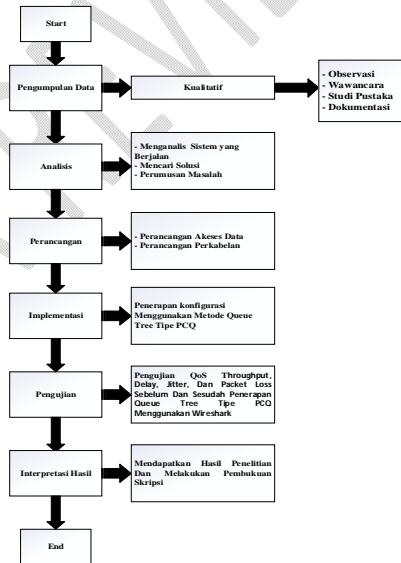 Start
Pengumpulan Data
Kualitatif
- Observasi
- Wawancara
- Studi Pustaka
- Dokumentasi
Analisis
- Menganalis Sistem yang
Berjalan
- Mencari Solusi
- Perumusan Masalah
Perancangan
- Perancangan Akeses Data
- Perancangan Perkabelan
Implementasi
Penerapan konfigurasi
Menggunakan Metode Queue
Tree Tipe PCQ
Pengujian
Pengujian QoS Throughput,
Delay, Jitter, Dan Packet Loss
Sebelum Dan Sesudah Penerapan
Queue Tree Tipe PCQ
Menggunakan Wireshark
Interpretasi Hasil
Mendapatkan Hasil Penelitian
Dan Melakukan Pembukuan
Skripsi
End